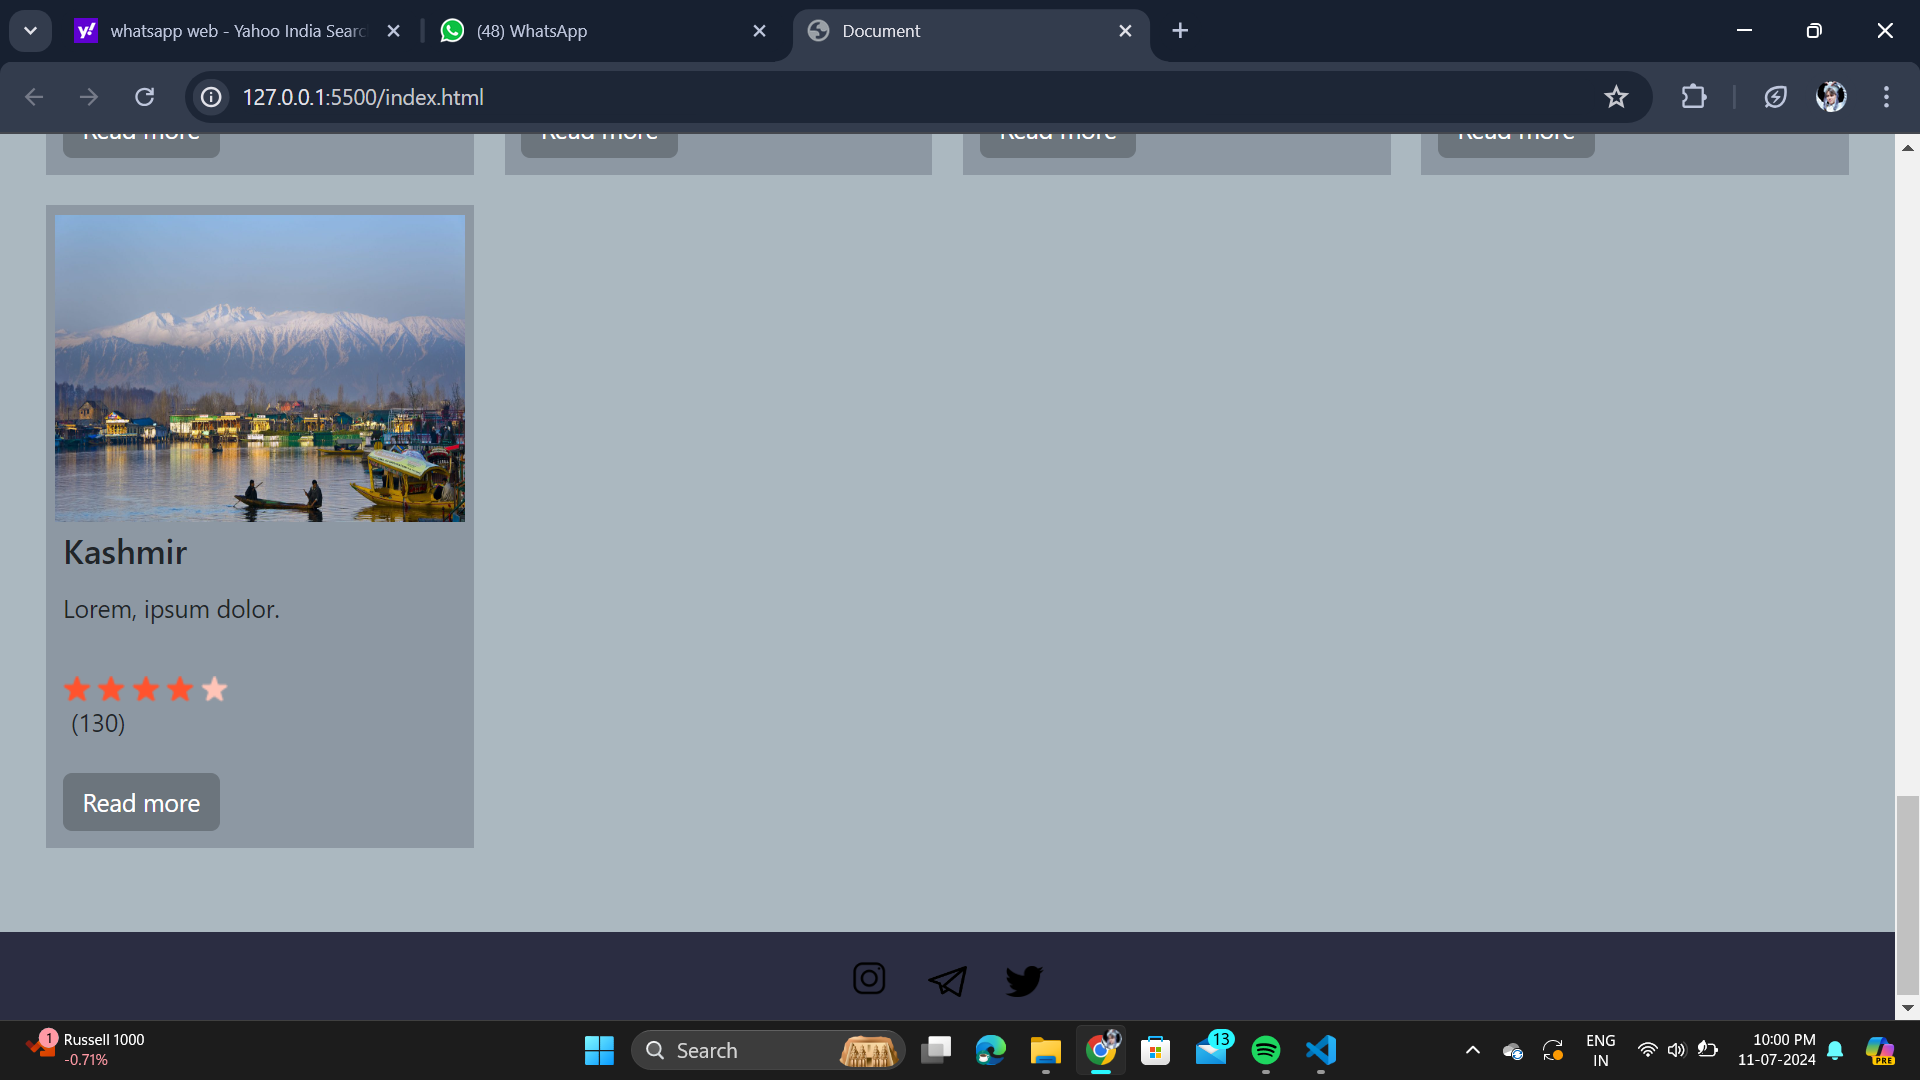 whatsapp web - Yahoo India Searc
(48) WhatsApp
Document
127.0.0.1:5500/index.html
Read more
Read more
Read more
Read more
Kashmir
Lorem, ipsum dolor.
(130)
Read more
1
Russell 1000
-0.71%
Search
13
PRE
ENG
IN
10:00 PM
11-07-2024